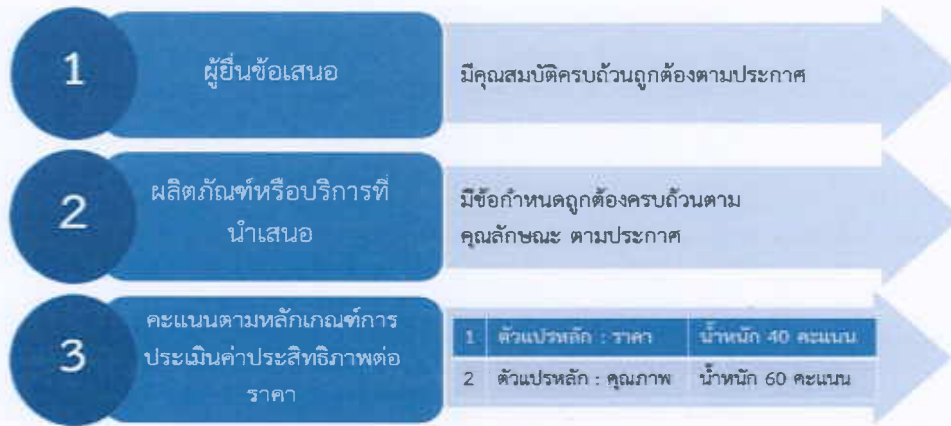 1
ผู้ยื่นข้อเสนอ
มีคุณสมบัติครบถ้วนถูกต้องตามประกาศ
2
ผลิตภัณฑ์หรือบริการที่
นำเสนอ
มีข้อกำหนดถูกต้องครบถ้วนตาม
คุณลักษณะ ตามประกาศ
3
คะแนนตามหลักเกณฑ์การ
ประเมินค่าประสิทธิภาพต่อ
ราคา
1 ตัวแปรหลัก : ราคา น้ำหนัก 40 คะแนน
2 ตัวแปรหลัก : คุณภาพ น้ำหนัก 60 คะแนน